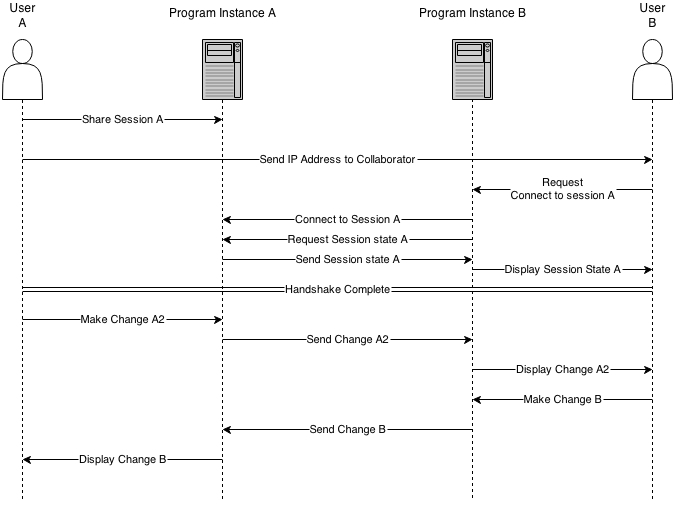 User
A
Program Instance A
Program Instance B
User
B
Share Session A
Send IP Address to Collaborator
Request
Connect to session A
Connect to Session A
Request Session state A
Send Session state A
Display Session State A
Handshake Complete
Make Change A2
Send Change A2
Display Change A2
Make Change B
Send Change B
Display Change B